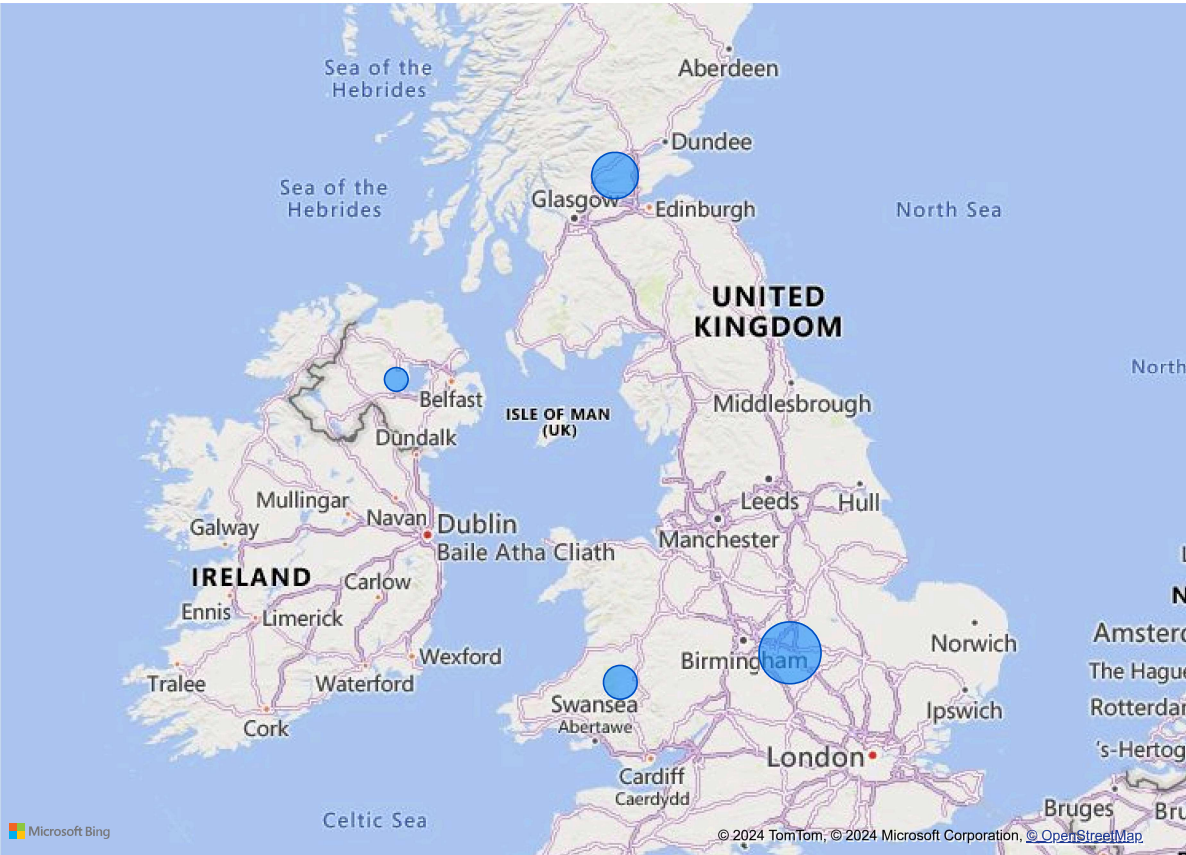 Aberdeen
Sea of the
Hebrides
Dundee
Sea of the
Hebrides
Glasgow
Edinburgh
North Sea
UNITED
KINGDOM
North
Belfast
ISLE OF MAN
(UK)
Middlesbrough
Dundalk
Leeds
Hull
Mullingar
Navan
Galway
Dublin
Baile Atha Cliath
Manchester
IRELAND
Carlow
Ennis
Limerick
L
N
Amsterd
Norwich
Birmingham
Wexford
The Hague
Tralee
Waterford
Swansea
Abertawe
Ipswich
Rotterdam
Cork
London
's-Hertog
Cardiff
Caerdydd
Bruges
Bru
Celtic Sea
Microsoft Bing
© 2024 TomTom, © 2024 Microsoft Corporation, © OpenStreetMap